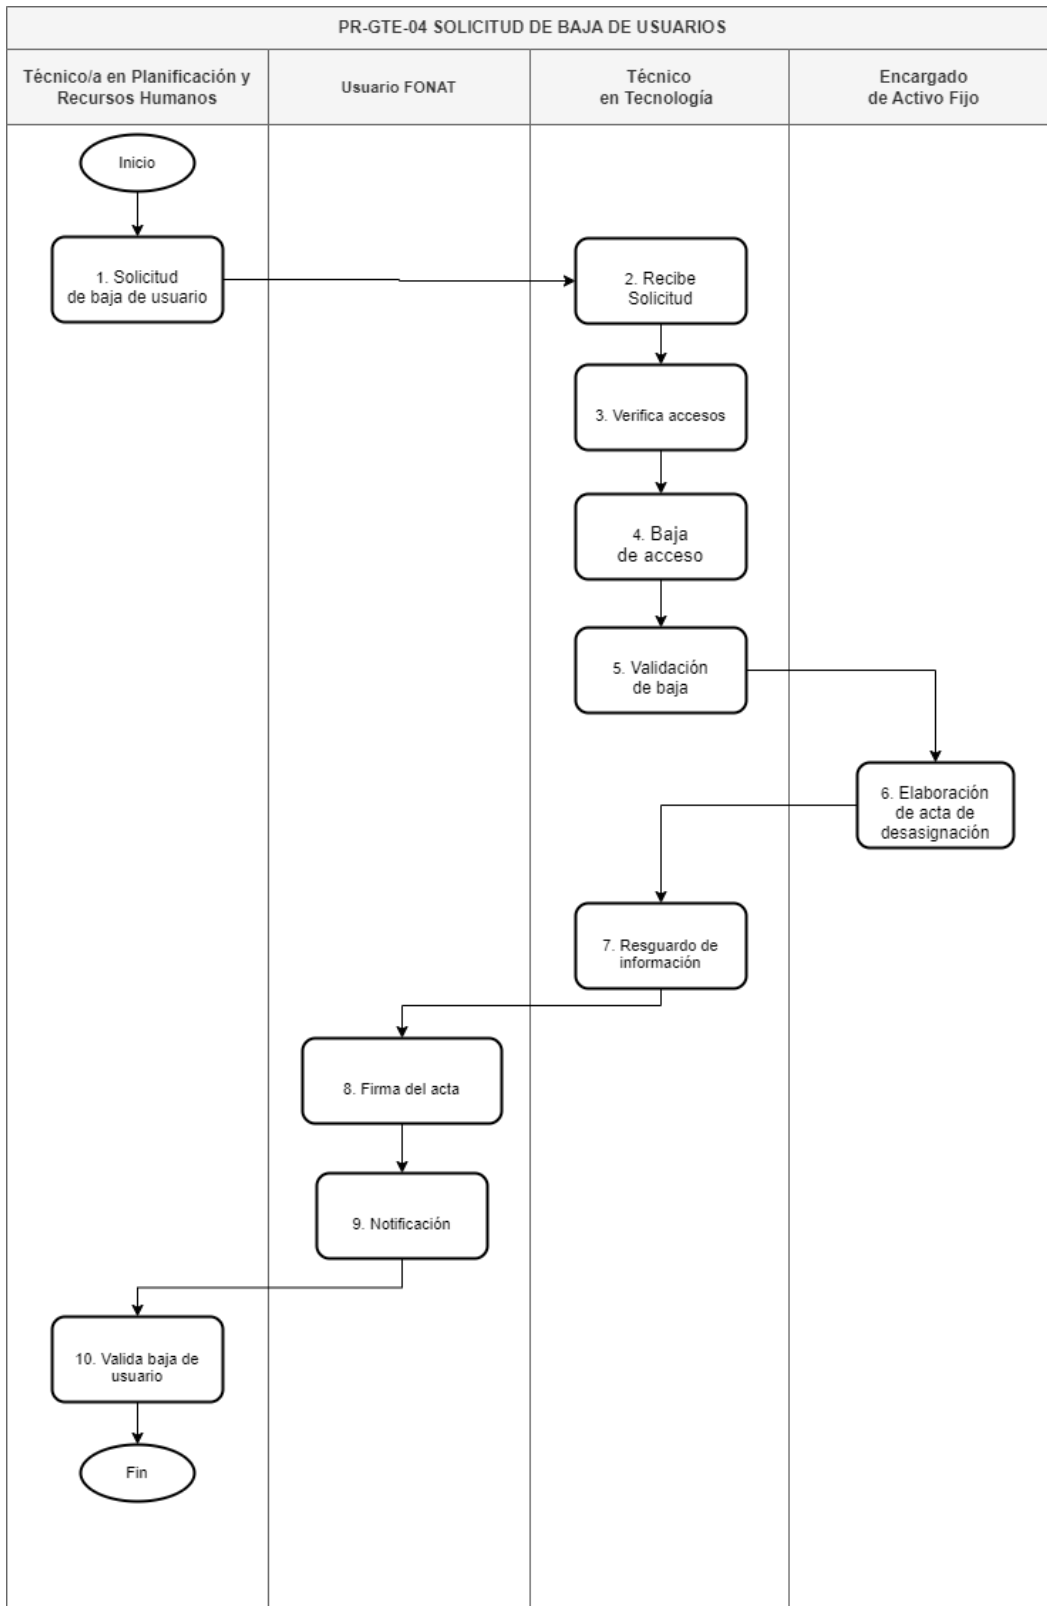 PR-GTE-04 SOLICITUD DE BAJA DE USUARIOS
Técnico/a en Planificación y
Recursos Humanos
Usuario FONAT
Técnico
en Tecnología
Encargado
de Activo Fijo
Inicio
1. Solicitud
de baja de usuario
2. Recibe
Solicitud
3. Verifica accesos
4. Baja
de acceso
5. Validación
de baja
6. Elaboración
de acta de
desasignación
7. Resguardo de
información
8. Firma del acta
9. Notificación
10. Valida baja de
usuario
Fin